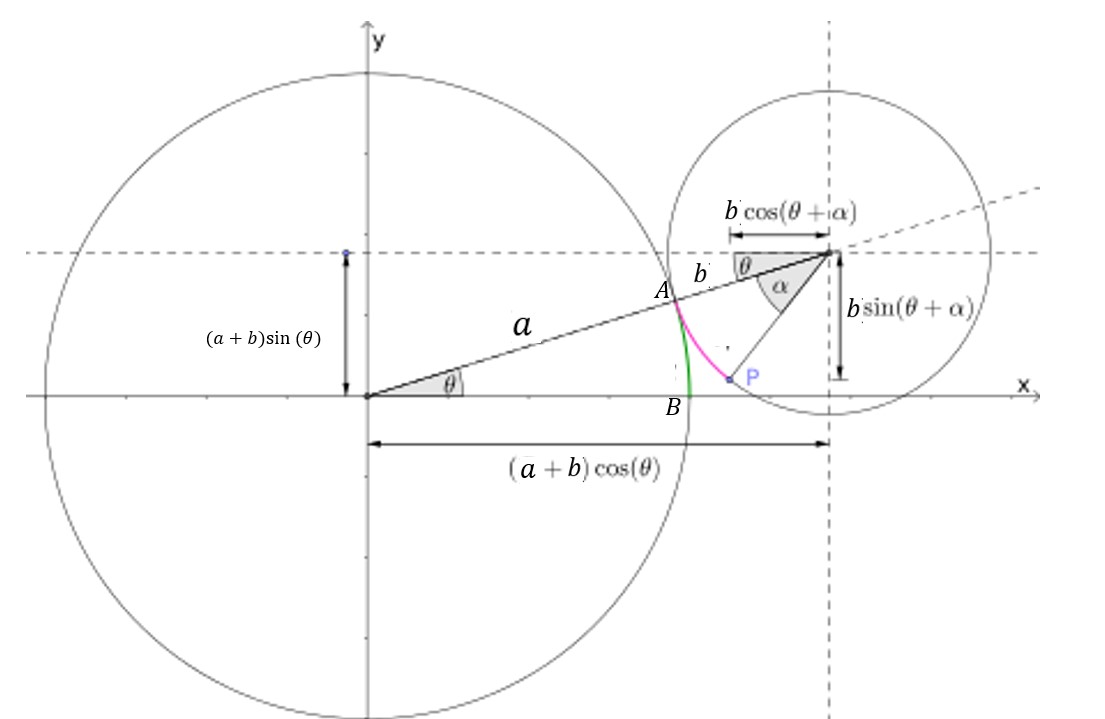 y
b cos(θ + α)
θ
b
A
α
b sin(θ + α)
a
(a + b)sin (θ)
θ
P
x
B
(a + b) cos(θ)